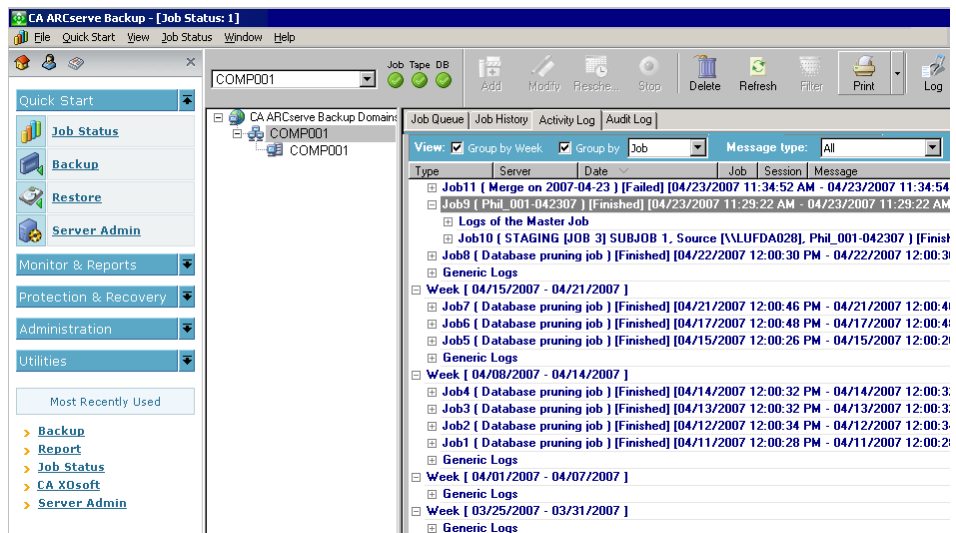 CA ARCserve Backup - [Job Status: 1]
File Quick Start View Job Status Window Help
COMP001
Job Tape DB
Add Modify Resche... Stop Delete Refresh Filter Print Log
Quick Start
Job Status
Backup
Restore
Server Admin
Monitor & Reports
Protection & Recovery
Administration
Utilities
Most Recently Used
Backup
Report
Job Status
CA XOsoft
Server Admin
CA ARCserve Backup Domains
COMP001
COMP001
Job Queue Job History Activity Log Audit Log
View: Group by Week Group by Job Message type: All
Type Server Date Job Session Message
Job11 ( Merge on 2007-04-23 ) [Failed] [04/23/2007 11:34:52 AM - 04/23/2007 11:34:54
Job9 ( Phil_001-042307 ) [Finished] [04/23/2007 11:29:22 AM - 04/23/2007 11:29:22 AM
Logs of the Master Job
Job10 ( STAGING [JOB 3] SUBJOB 1, Source [\\LUFDA028], Phil_001-042307 ) [Finish
Job8 ( Database pruning job ) [Finished] [04/22/2007 12:00:30 PM - 04/22/2007 12:00:3
Generic Logs
Week [ 04/15/2007 - 04/21/2007 ]
Job7 ( Database pruning job ) [Finished] [04/21/2007 12:00:46 PM - 04/21/2007 12:00:4
Job6 ( Database pruning job ) [Finished] [04/17/2007 12:00:48 PM - 04/17/2007 12:00:4
Job5 ( Database pruning job ) [Finished] [04/15/2007 12:00:26 PM - 04/15/2007 12:00:2
Generic Logs
Week [ 04/08/2007 - 04/14/2007 ]
Job4 ( Database pruning job ) [Finished] [04/14/2007 12:00:32 PM - 04/14/2007 12:00:3
Job3 ( Database pruning job ) [Finished] [04/13/2007 12:00:32 PM - 04/13/2007 12:00:3
Job2 ( Database pruning job ) [Finished] [04/12/2007 12:00:34 PM - 04/12/2007 12:00:3
Job1 ( Database pruning job ) [Finished] [04/11/2007 12:00:28 PM - 04/11/2007 12:00:2
Generic Logs
Week [ 04/01/2007 - 04/07/2007 ]
Generic Logs
Week [ 03/25/2007 - 03/31/2007 ]
Generic Logs